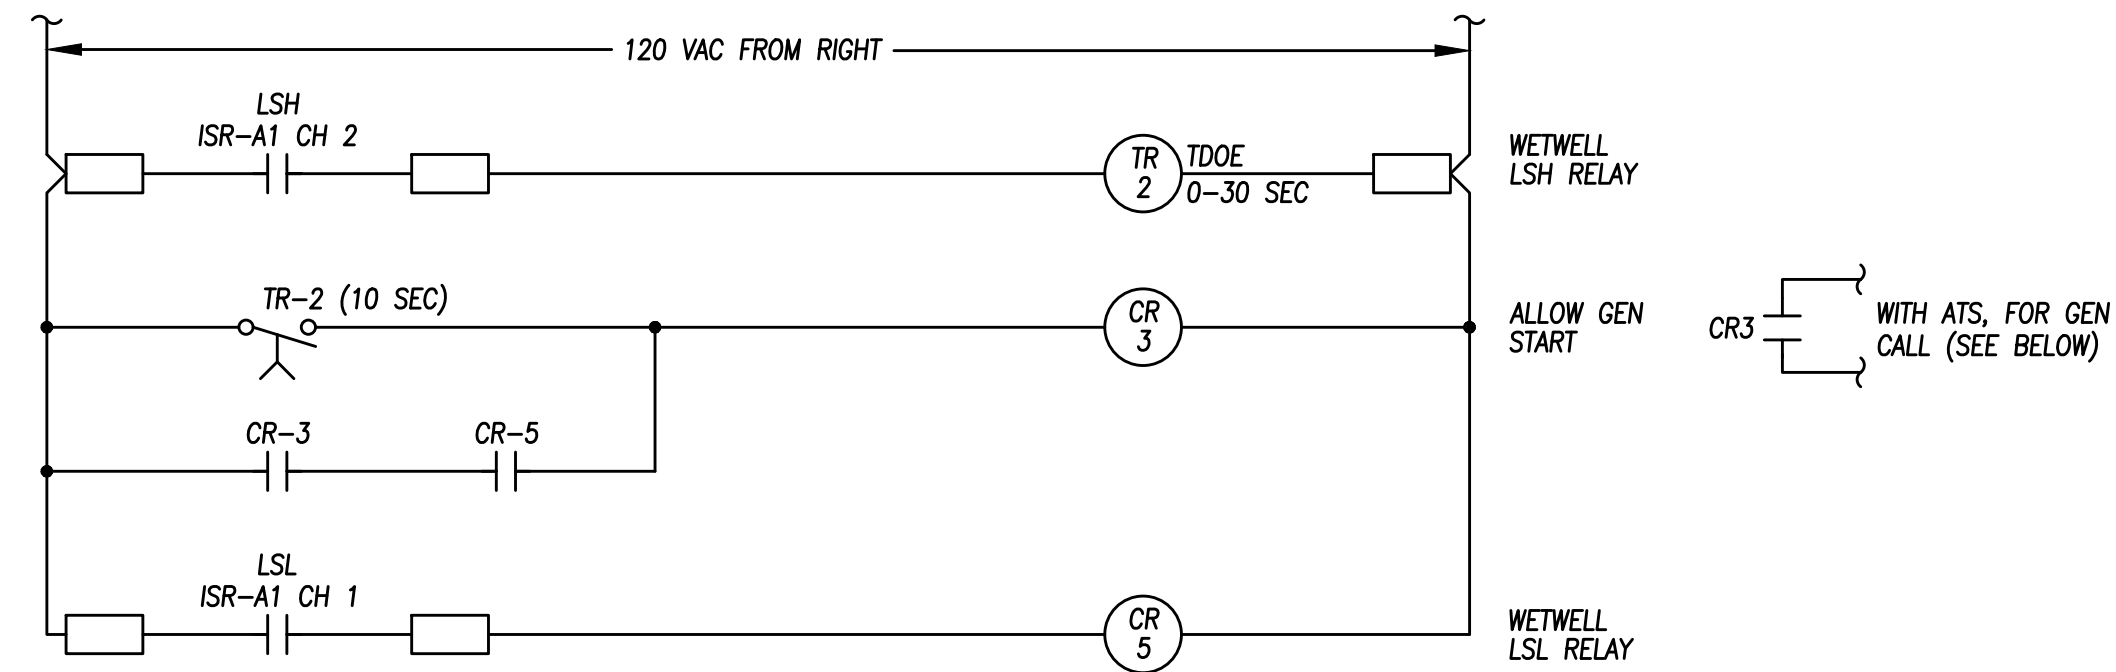 120 VAC FROM RIGHT
LSH
ISR-A1 CH 2
TR
2
TDOE
0-30 SEC
WETWELL
LSH RELAY
TR-2 (10 SEC)
CR
3
ALLOW GEN
START
CR3
WITH ATS, FOR GEN
CALL (SEE BELOW)
CR-3
CR-5
LSL
ISR-A1 CH 1
CR
5
WETWELL
LSL RELAY